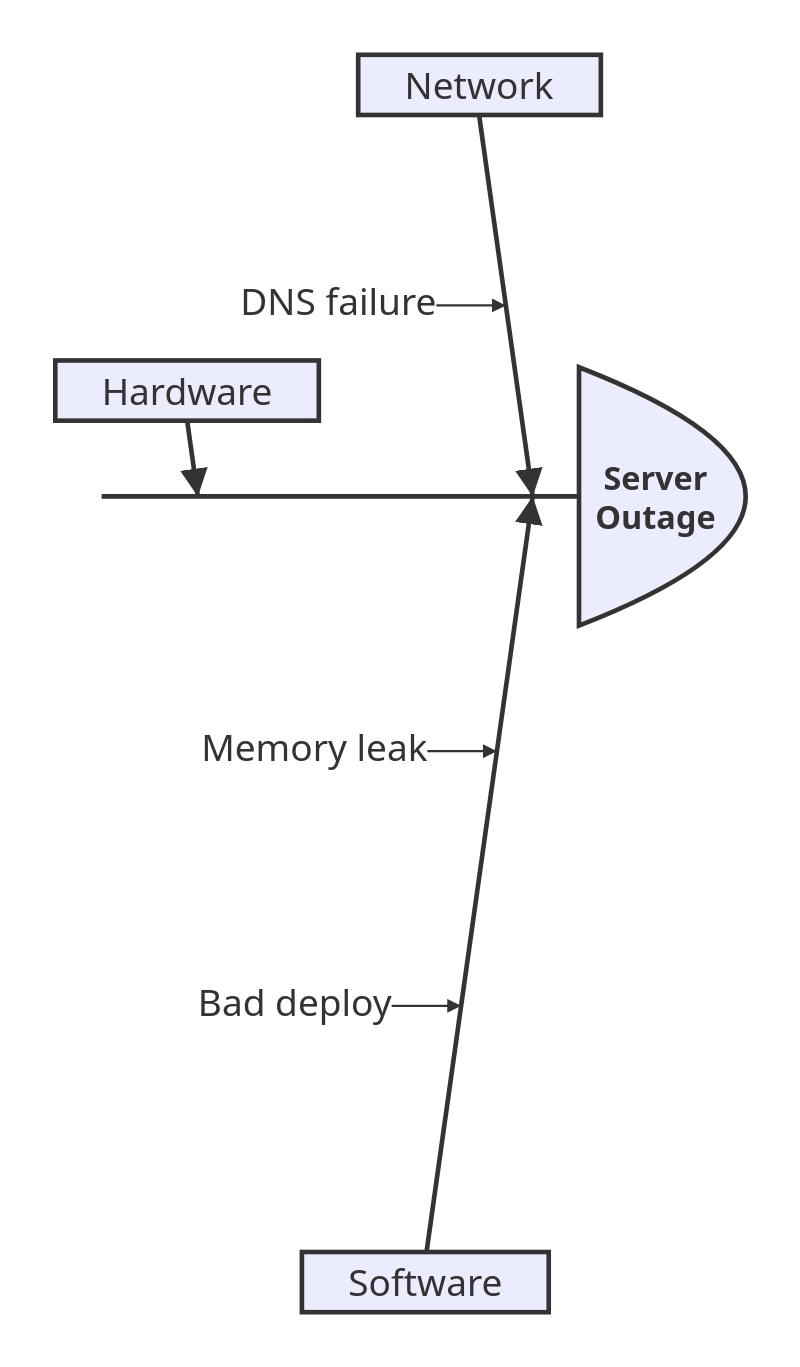 Network
DNS failure
Hardware
Server
Outage
Memory leak
Bad deploy
Software